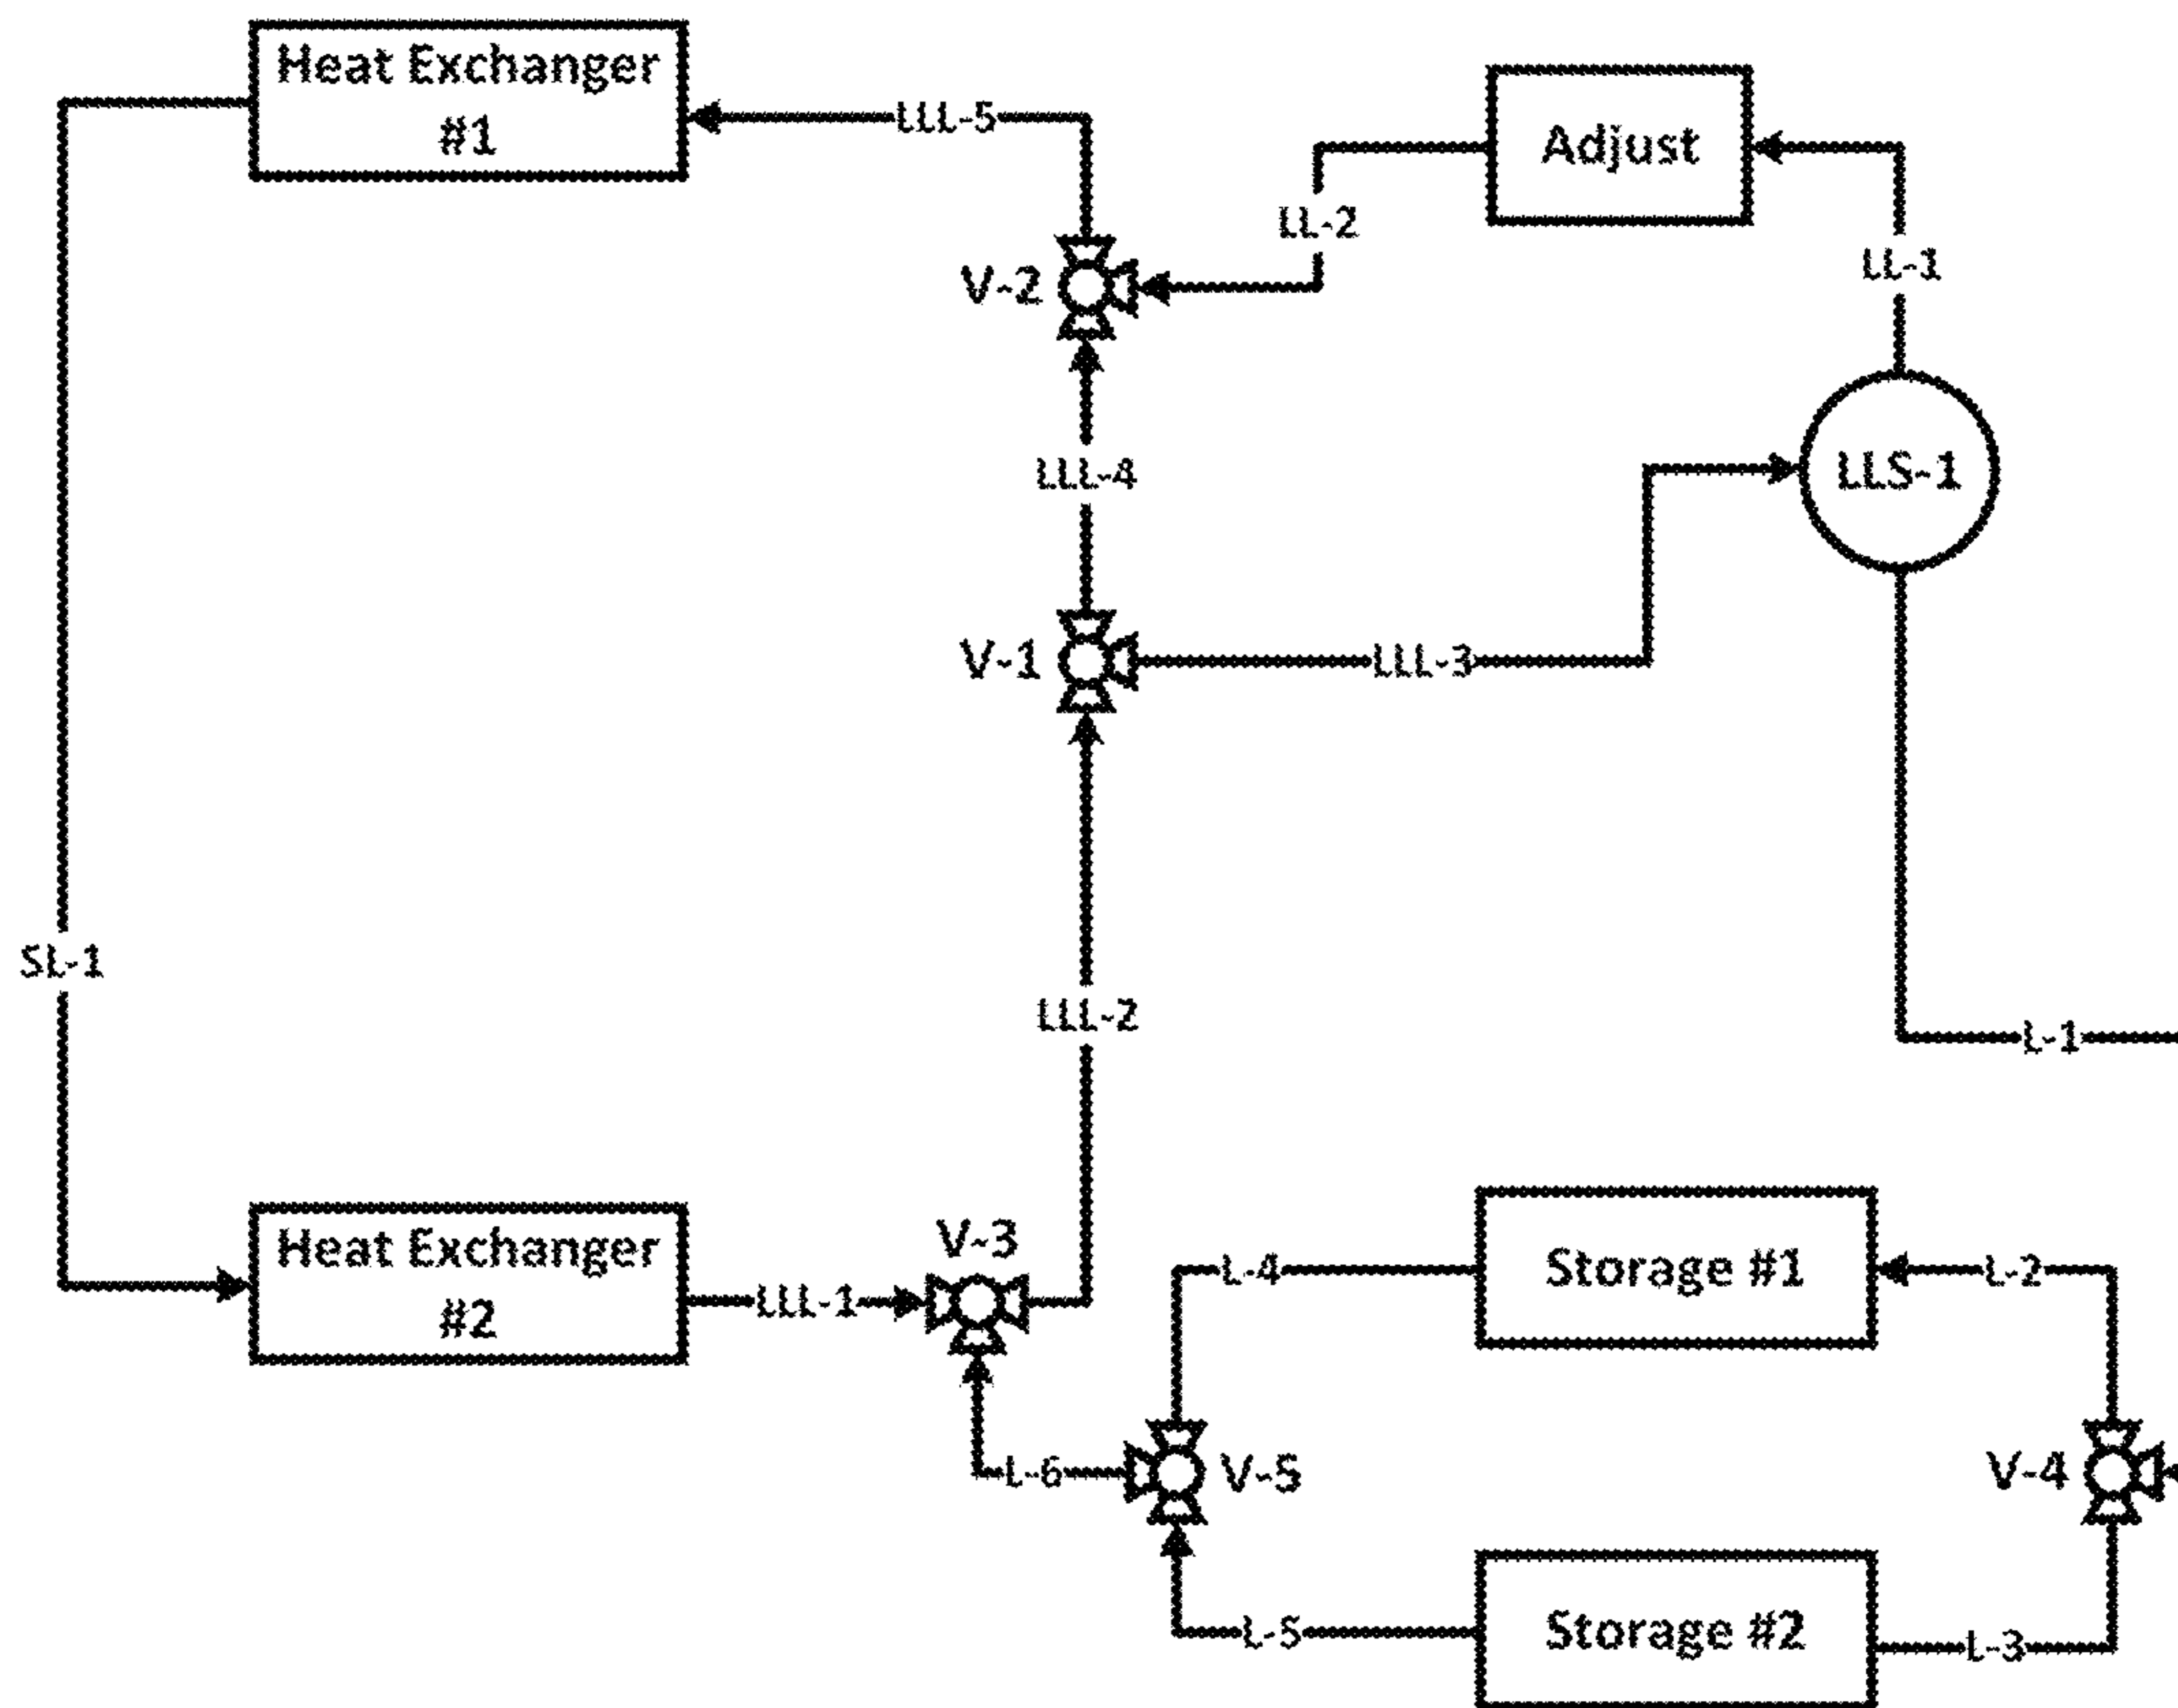 Heat Exchanger
#1
LLL-5
Adjust
LL-2
LL-1
V-2
LLL-4
LLS-1
V-1
LLL-3
SL-1
LLL-2
L-1
Heat Exchanger
#2
LLL-1
V-3
L-4
Storage #1
L-2
L-6
V-5
V-4
L-5
Storage #2
L-3